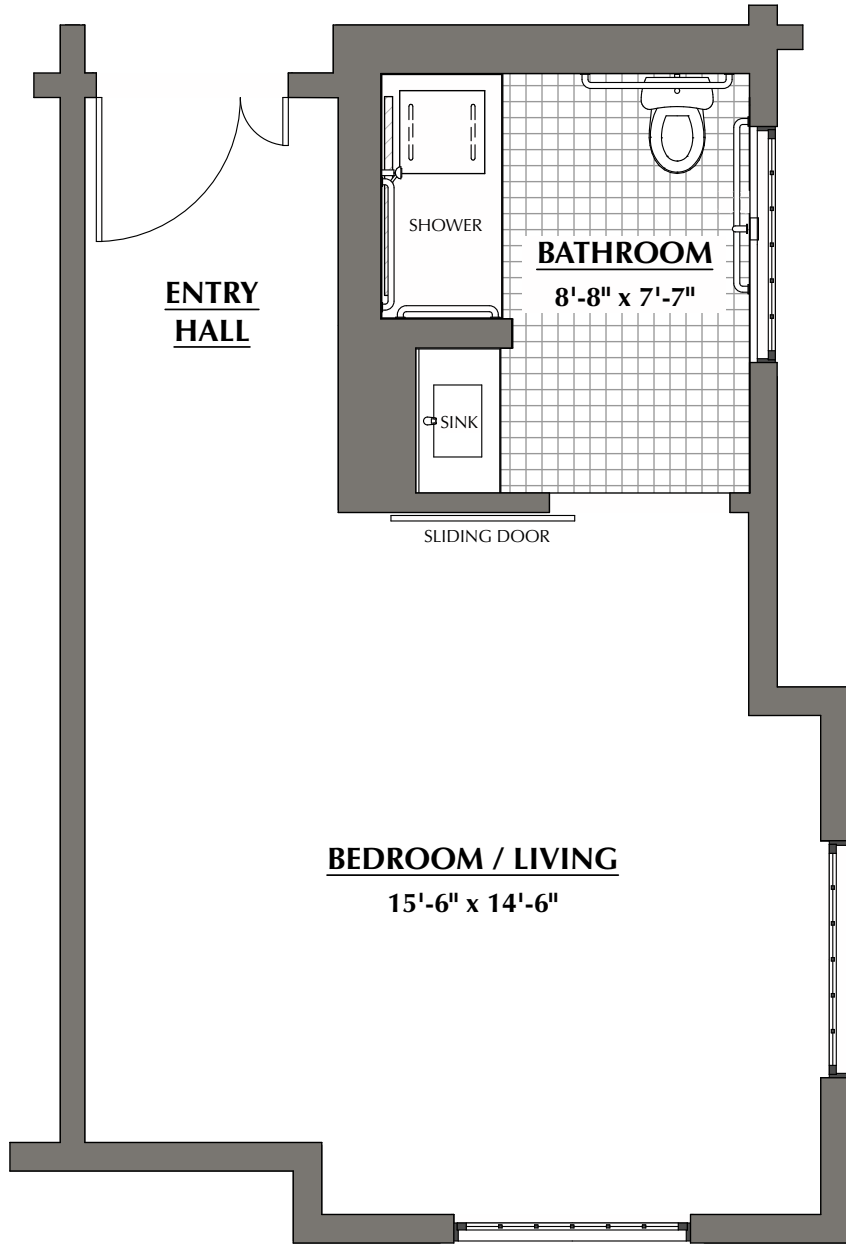 SHOWER
BATHROOM
8'-8" x 7'-7"
ENTRY
HALL
SINK
SLIDING DOOR
BEDROOM / LIVING
15'-6" x 14'-6"